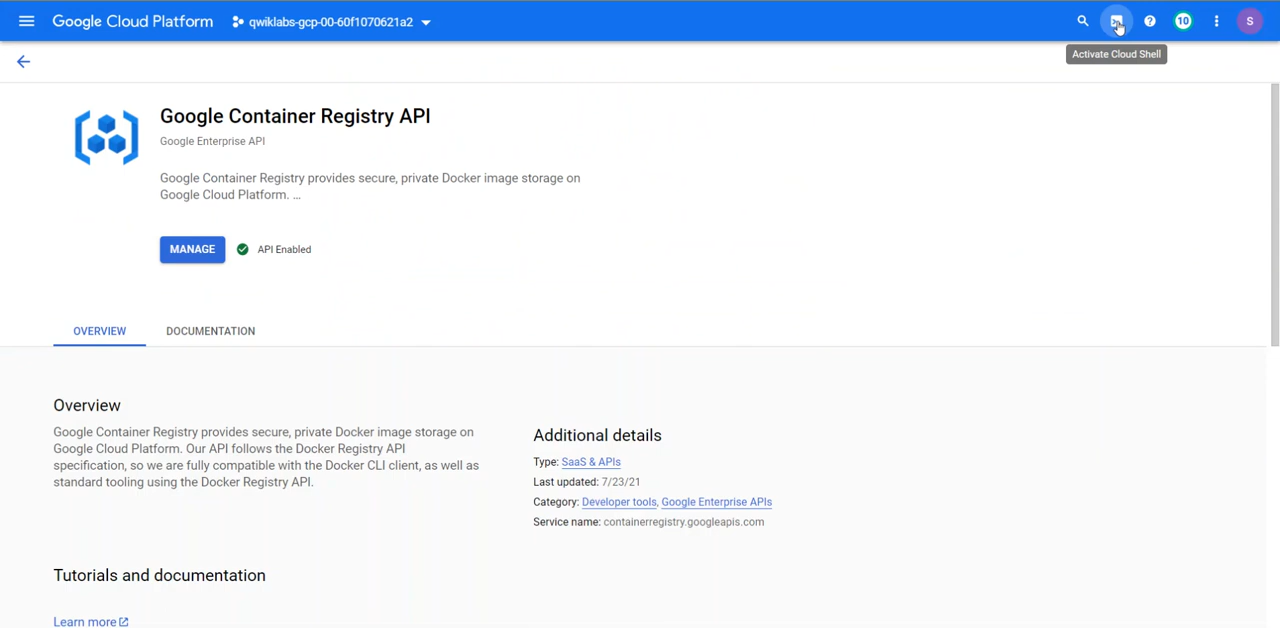 Google Cloud Platform
qwiklabs-gcp-00-60f1070621a2
10
S
Activate Cloud Shell
Google Container Registry API
Google Enterprise API
Google Container Registry provides secure, private Docker image storage on
Google Cloud Platform. ...
MANAGE
API Enabled
OVERVIEW
DOCUMENTATION
Overview
Google Container Registry provides secure, private Docker image storage on
Google Cloud Platform. Our API follows the Docker Registry API
specification, so we are fully compatible with the Docker CLI client, as well as
standard tooling using the Docker Registry API.
Additional details
Type: SaaS & APIs
Last updated: 7/23/21
Category: Developer tools, Google Enterprise APIs
Service name: containerregistry.googleapis.com
Tutorials and documentation
Learn more